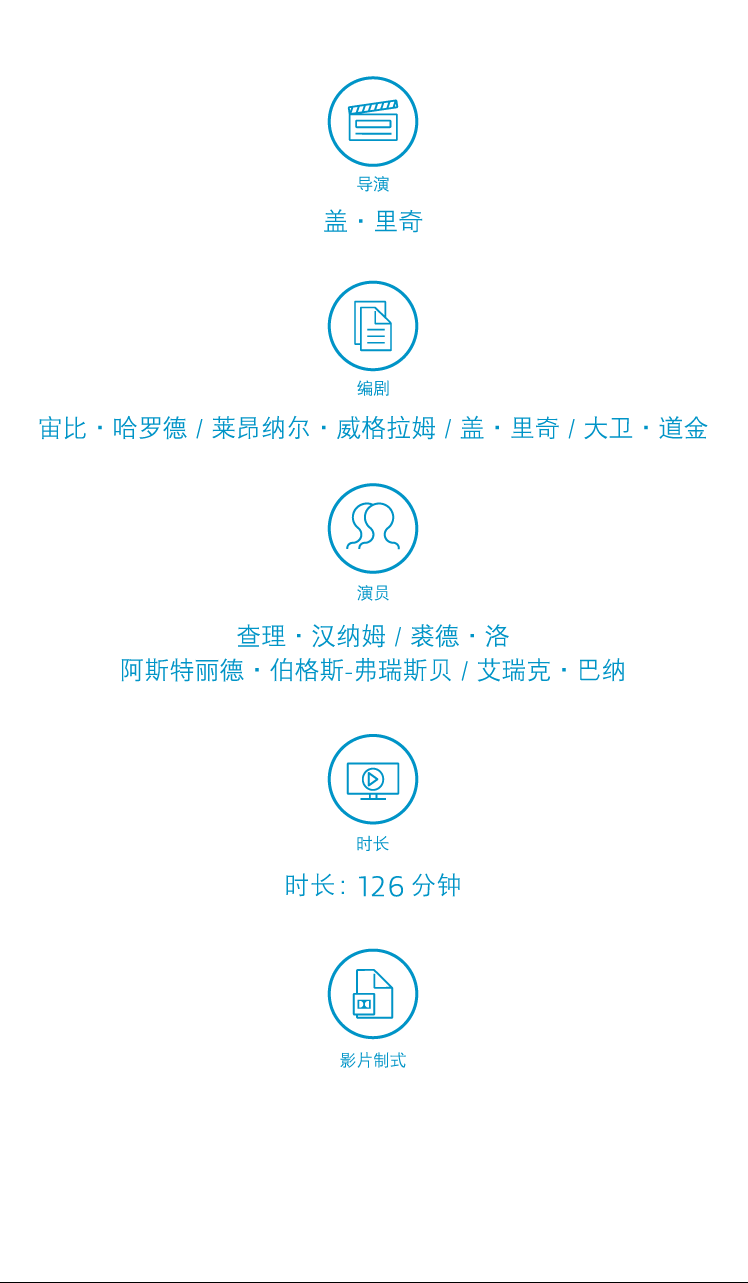 导演
盖·里奇
编剧
宙比·哈罗德 / 莱昂纳尔·威格拉姆 / 盖·里奇 / 大卫·道金
演员
查理·汉纳姆 / 裘德·洛
阿斯特丽德·伯格斯-弗瑞斯贝 / 艾瑞克·巴纳
时长
时长: 126 分钟
影片制式